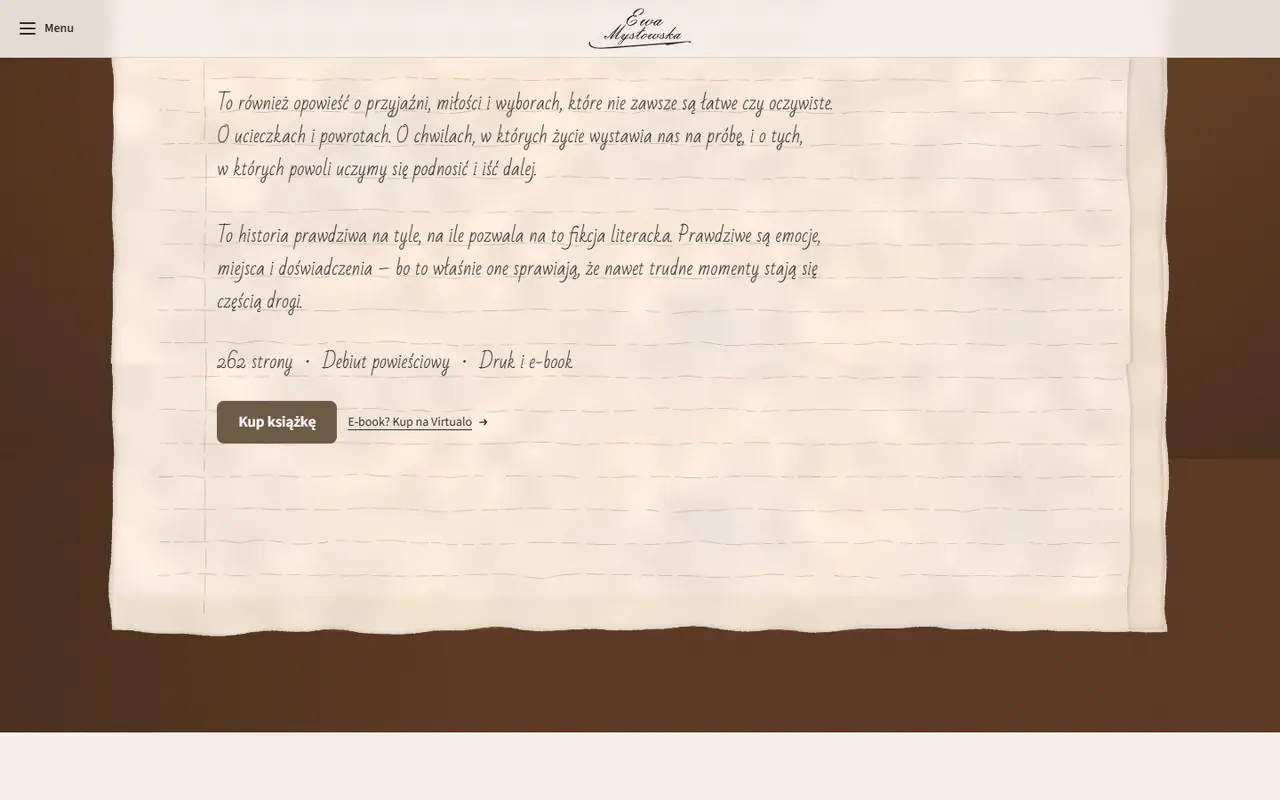 Menu
Ewa
Mysłowska
To również opowieść o przyjaźni, miłości i wyborach, które nie zawsze są łatwe czy oczywiste.
O ucieczkach i powrotach. O chwilach, w których życie wystawia nas na próbę, i o tych,
w których powoli uczymy się podnosić i iść dalej.
To historia prawdziwa na tyle, na ile pozwala na to fikcja literacka. Prawdziwe są emocje,
miejsca i doświadczenia – bo to właśnie one sprawiają, że nawet trudne momenty stają się
częścią drogi.
262 strony · Debiut powieściowy · Druk i e-book
Kup książkę
E-book? Kup na Virtualo →